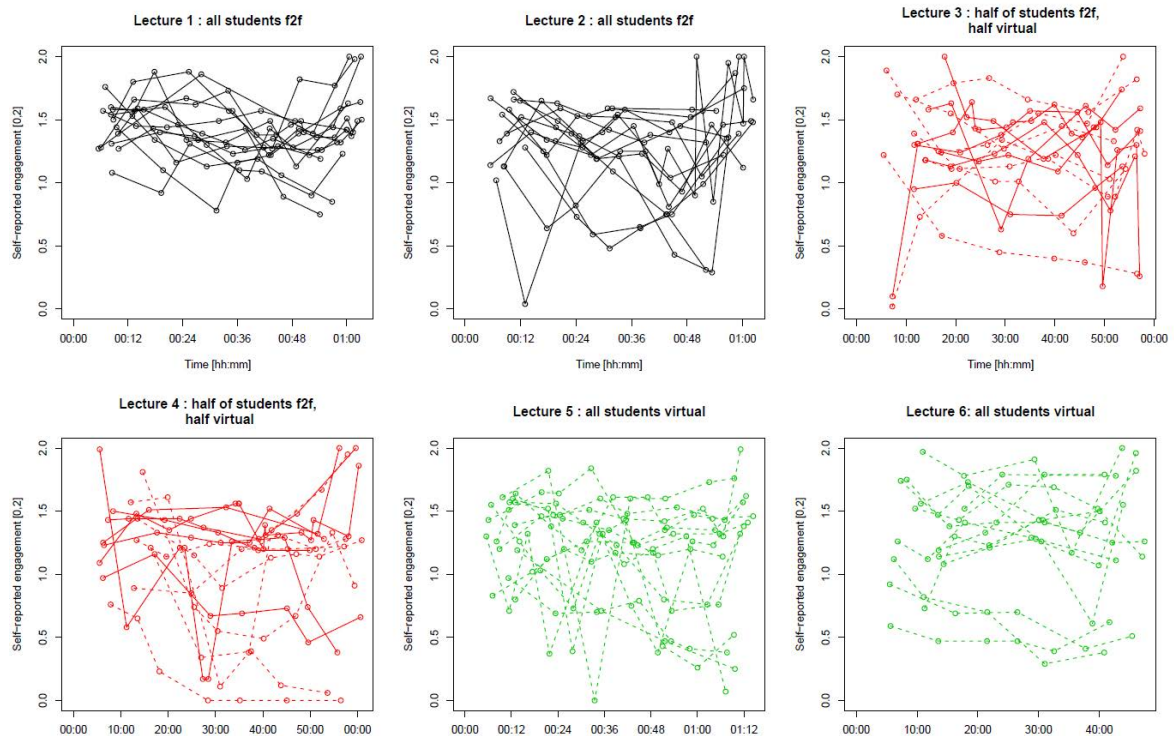 Lecture 1 : all students f2f
Self−reported engagement [0,2]
2.0
1.5
1.0
0.5
0.0
00:00 00:12 00:24 00:36 00:48 01:00
Time [hh:mm]
Lecture 2 : all students f2f
Self−reported engagement [0,2]
2.0
1.5
1.0
0.5
0.0
00:00 00:12 00:24 00:36 00:48 01:00
Time [hh:mm]
Lecture 3 : half of students f2f,
half virtual
Self−reported engagement [0,2]
2.0
1.5
1.0
0.5
0.0
00:00 10:00 20:00 30:00 40:00 50:00 00:00
Time [hh:mm]
Lecture 4 : half of students f2f,
half virtual
Self−reported engagement [0,2]
2.0
1.5
1.0
0.5
0.0
10:00 20:00 30:00 40:00 50:00 00:00
Lecture 5 : all students virtual
Self−reported engagement [0,2]
2.0
1.5
1.0
0.5
0.0
00:00 00:12 00:24 00:36 00:48 01:00 01:12
Lecture 6: all students virtual
Self−reported engagement [0,2]
2.0
1.5
1.0
0.5
0.0
00:00 10:00 20:00 30:00 40:00